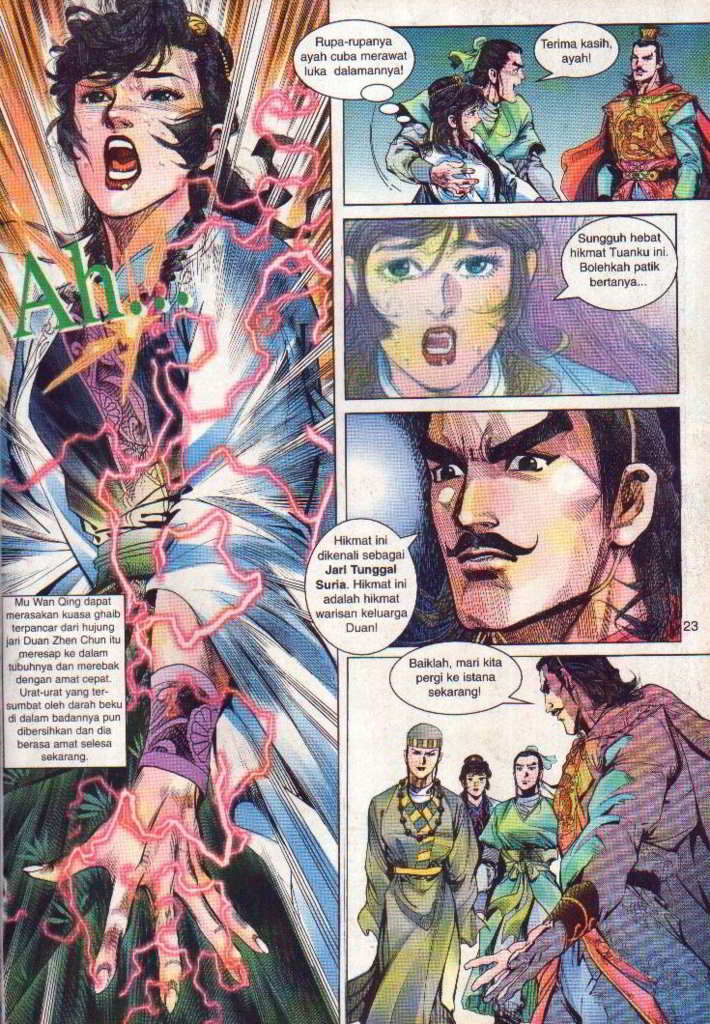 Ah...
Mu Wan Qing dapat
merasakan kuasa ghaib
terpancar dari hujung
jari Duan Zhen Chun itu
meresap ke dalam
tubuhnya dan merebak
dengan amat cepat.
Urat-urat yang ter-
sumbat oleh darah beku
di dalam badannya pun
dibersihkan dan dia
berasa amat selesa
sekarang.
Rupa-rupanya
ayah cuba merawat
luka dalamannya!
Terima kasih,
ayah!
Sungguh hebat
hikmat Tuanku ini.
Bolehkah patik
bertanya...
Hikmat ini
dikenali sebagai
Jari Tunggal
Suria. Hikmat ini
adalah hikmat
warisan keluarga
Duan!
23
Baiklah, mari kita
pergi ke istana
sekarang!